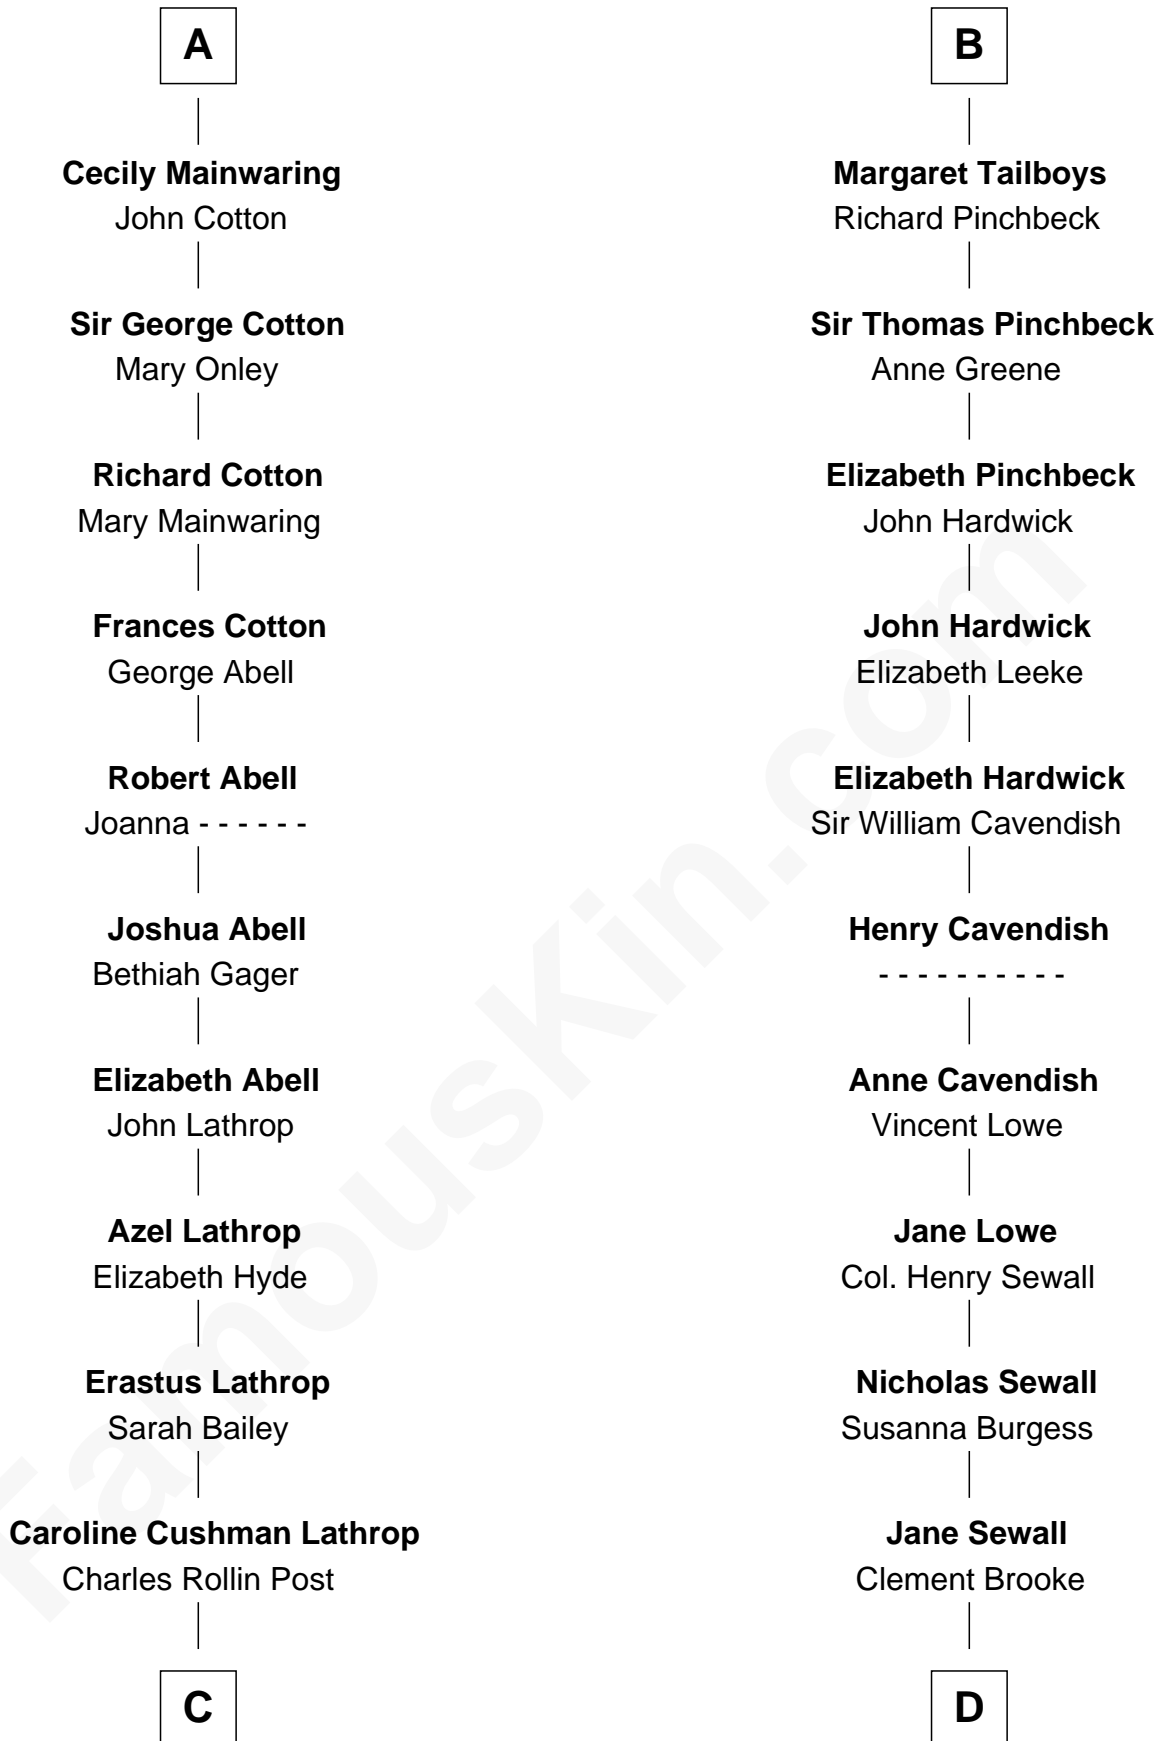 A
Cecily Mainwaring
John Cotton
Sir George Cotton
Mary Onley
Richard Cotton
Mary Mainwaring
Frances Cotton
George Abell
Robert Abell
Joanna - - - - - -
Joshua Abell
Bethiah Gager
Elizabeth Abell
John Lathrop
Azel Lathrop
Elizabeth Hyde
Erastus Lathrop
Sarah Bailey
Caroline Cushman Lathrop
Charles Rollin Post
C
B
Margaret Tailboys
Richard Pinchbeck
Sir Thomas Pinchbeck
Anne Greene
Elizabeth Pinchbeck
John Hardwick
John Hardwick
Elizabeth Leeke
Elizabeth Hardwick
Sir William Cavendish
Henry Cavendish
- - - - - - - - - -
Anne Cavendish
Vincent Lowe
Jane Lowe
Col. Henry Sewall
Nicholas Sewall
Susanna Burgess
Jane Sewall
Clement Brooke
D
FamousKin.com